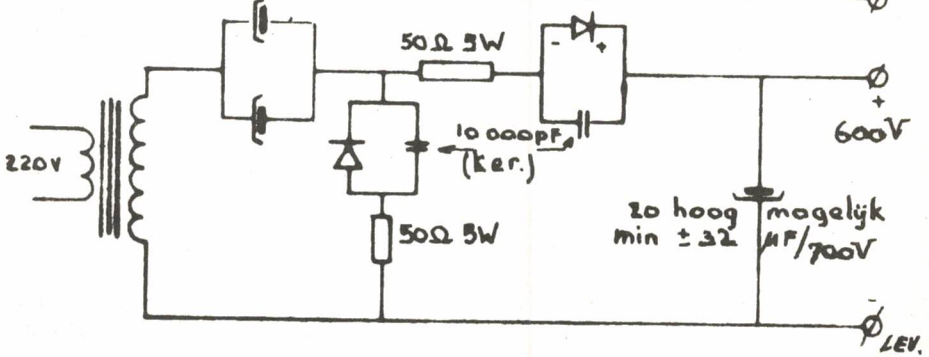 50Ω 5W
- +
10 000pF
(ker.)
220V
+
600V
50Ω 5W
zo hoog mogelijk
min ± 32 µF/700V
-
LEV.